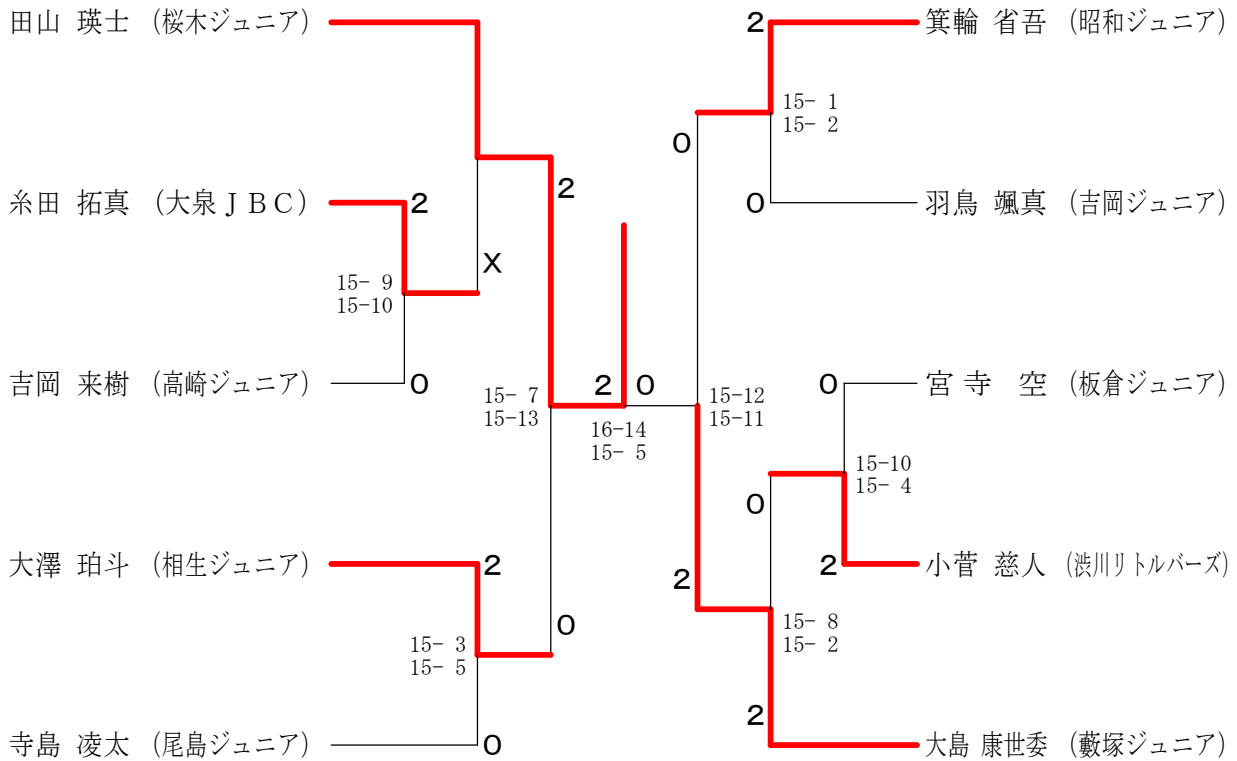 田山 瑛士 (桜木ジュニア)
糸田 拓真 (大泉JBC)
2
X
15- 9
15-10
吉岡 来樹 (高崎ジュニア)
0
2
15- 7
15-13
大澤 珀斗 (相生ジュニア)
2
0
15- 3
15- 5
寺島 凌太 (尾島ジュニア)
0
2 0
16-14
15- 5
2
箕輪 省吾 (昭和ジュニア)
15- 1
15- 2
0
0
羽鳥 颯真 (吉岡ジュニア)
15-12
15-11
0
宮寺 空 (板倉ジュニア)
15-10
15- 4
0
2
小菅 慈人 (渋川リトルバーズ)
2
15- 8
15- 2
2
大島 康世委 (藪塚ジュニア)